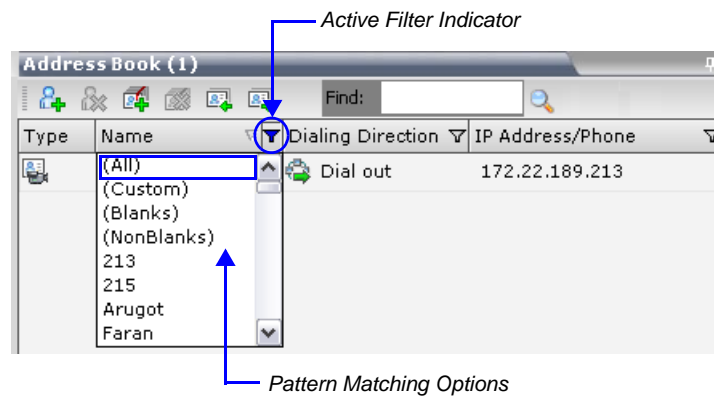 Active Filter Indicator
Address Book (1)
Find:
Type Name Dialing Direction IP Address/Phone
(All)
Dial out 172.22.189.213
(Custom)
(Blanks)
(NonBlanks)
213
215
Arugot
Faran
Pattern Matching Options